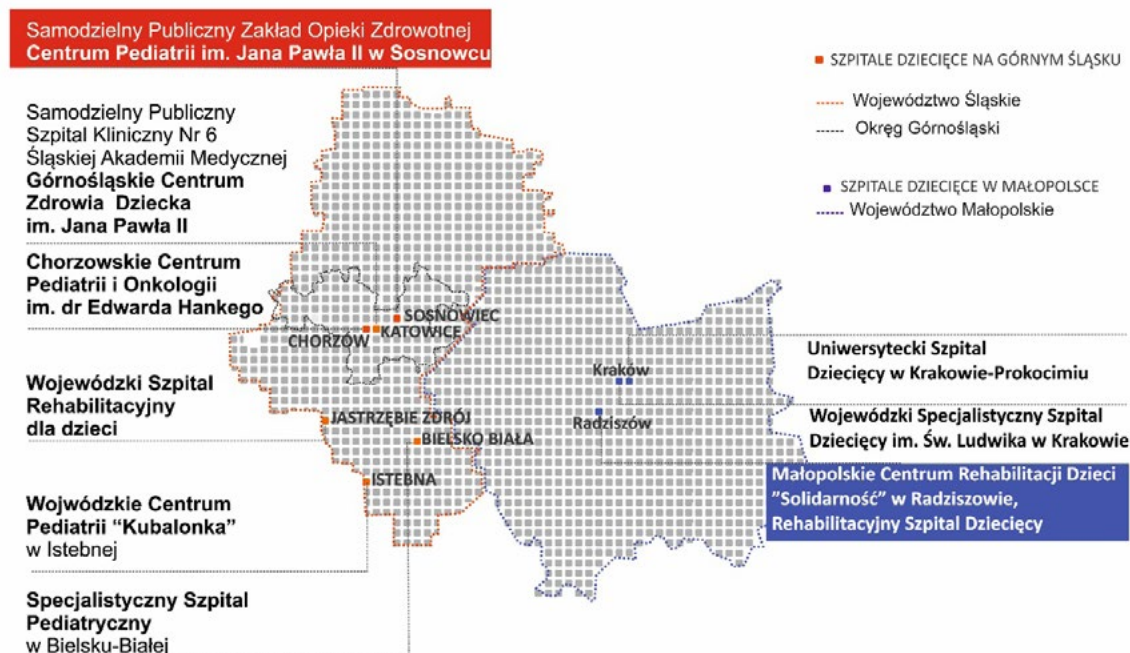 Samodzielny Publiczny Zakład Opieki Zdrowotnej
Centrum Pediatrii im. Jana Pawła II w Sosnowcu
Samodzielny Publiczny
Szpital Kliniczny Nr 6
Śląskiej Akademii Medycznej
Górnośląskie Centrum
Zdrowia Dziecka
im. Jana Pawła II
Chorzowskie Centrum
Pediatrii i Onkologii
im. dr Edwarda Hankego
Wojewódzki Szpital
Rehabilitacyjny
dla dzieci
Wojwódzkie Centrum
Pediatrii “Kubalonka”
w Istebnej
Specjalistyczny Szpital
Pediatryczny
w Bielsku-Białej
SOSNOWIEC
KATOWICE
CHORZÓW
JASTRZĘBIE ZDRÓJ
BIELSKO BIAŁA
ISTEBNA
Kraków
Radziszów
SZPITALE DZIECIĘCE NA GÓRNYM ŚLĄSKU
Województwo Śląskie
Okręg Górnośląski
SZPITALE DZIECIĘCE W MAŁOPOLSCE
Województwo Małopolskie
Uniwersytecki Szpital
Dziecięcy w Krakowie-Prokocimiu
Wojewódzki Specjalistyczny Szpital
Dziecięcy im. Św. Ludwika w Krakowie
Małopolskie Centrum Rehabilitacji Dzieci
”Solidarność” w Radziszowie,
Rehabilitacyjny Szpital Dziecięcy